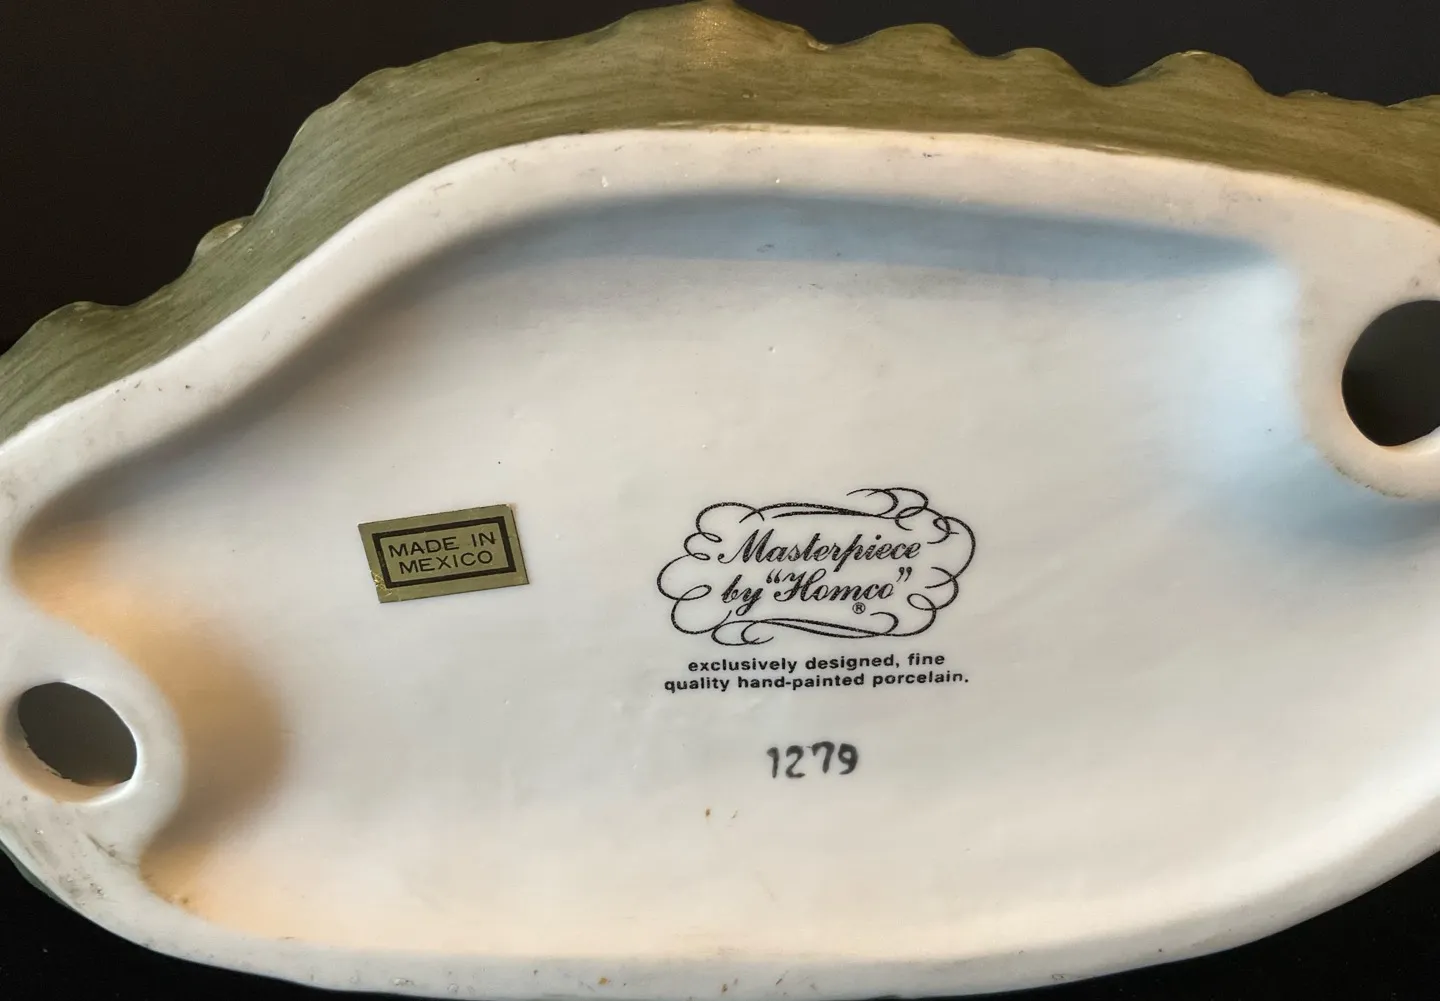 MADE IN
MEXICO
Masterpiece
by “Homco”
®
exclusively designed, fine
quality hand-painted porcelain.
1279